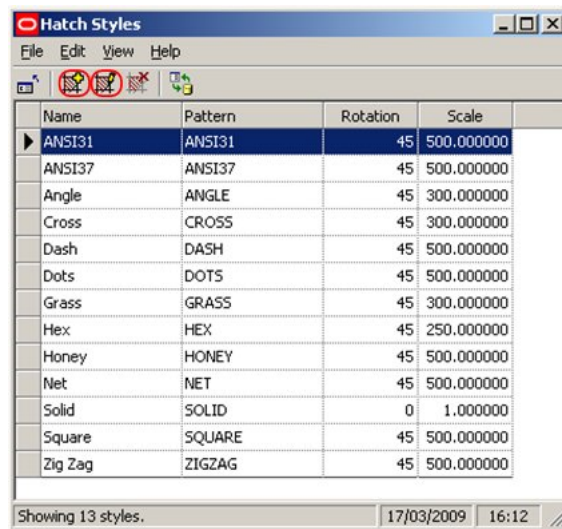 Hatch Styles
File Edit View Help
Name Pattern Rotation Scale
ANSI31 ANSI31 45 500.000000
ANSI37 ANSI37 45 500.000000
Angle ANGLE 45 300.000000
Cross CROSS 45 300.000000
Dash DASH 45 500.000000
Dots DOTS 45 500.000000
Grass GRASS 45 300.000000
Hex HEX 45 250.000000
Honey HONEY 45 500.000000
Net NET 45 500.000000
Solid SOLID 0 1.000000
Square SQUARE 45 500.000000
Zig Zag ZIGZAG 45 500.000000
Showing 13 styles. 17/03/2009 16:12